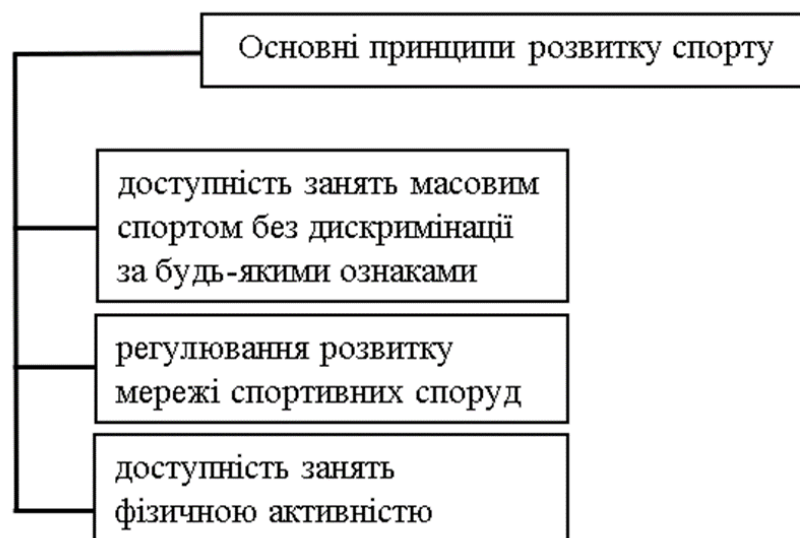 Основні принципи розвитку спорту
доступність занять масовим
спортом без дискримінації
за будь-якими ознаками
регулювання розвитку
мережі спортивних споруд
доступність занять
фізичною активністю